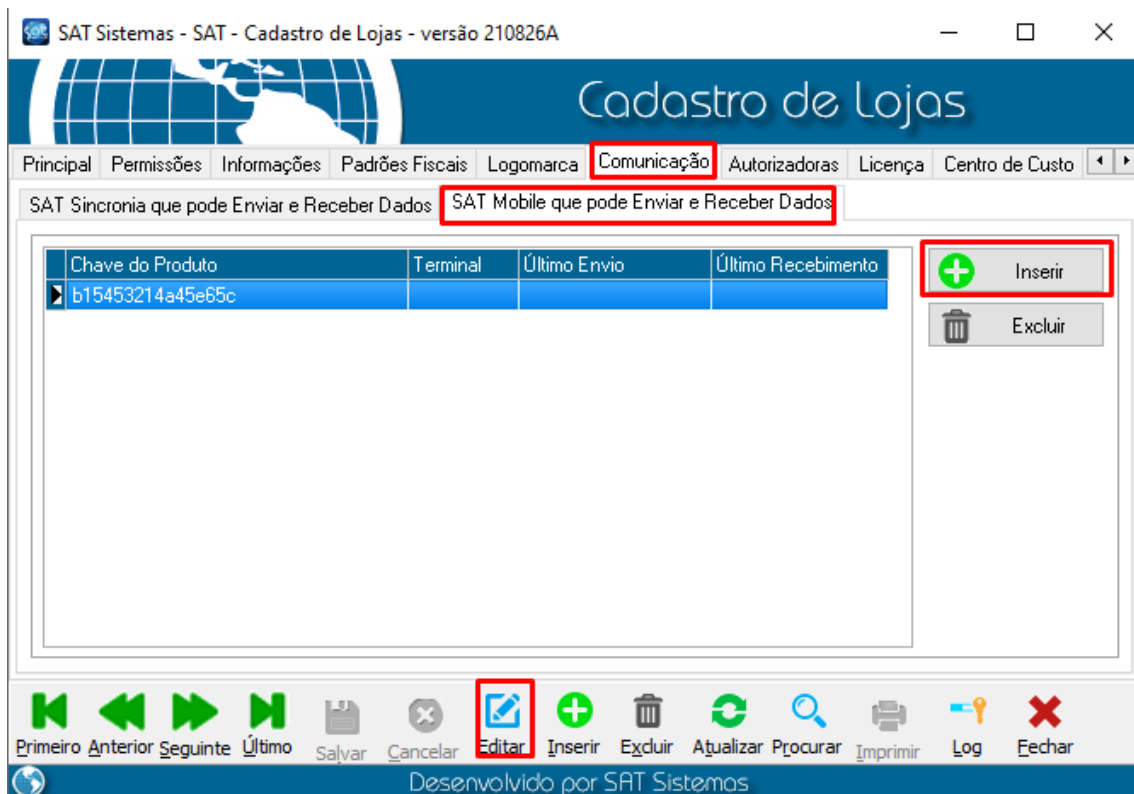 SAT Sistemas - SAT - Cadastro de Lojas - versão 210826A
Cadastro de Lojas
Principal Permissões Informações Padrões Fiscais Logomarca Comunicação Autorizadoras Licença Centro de Custo
SAT Sincronia que pode Enviar e Receber Dados SAT Mobile que pode Enviar e Receber Dados
Chave do Produto Terminal Último Envio Último Recebimento
b15453214a45e65c
Inserir
Excluir
Primeiro Anterior Seguinte Último Salvar Cancelar Editar Inserir Excluir Atualizar Procurar Imprimir Log Fechar
Desenvolvido por SAT Sistemas